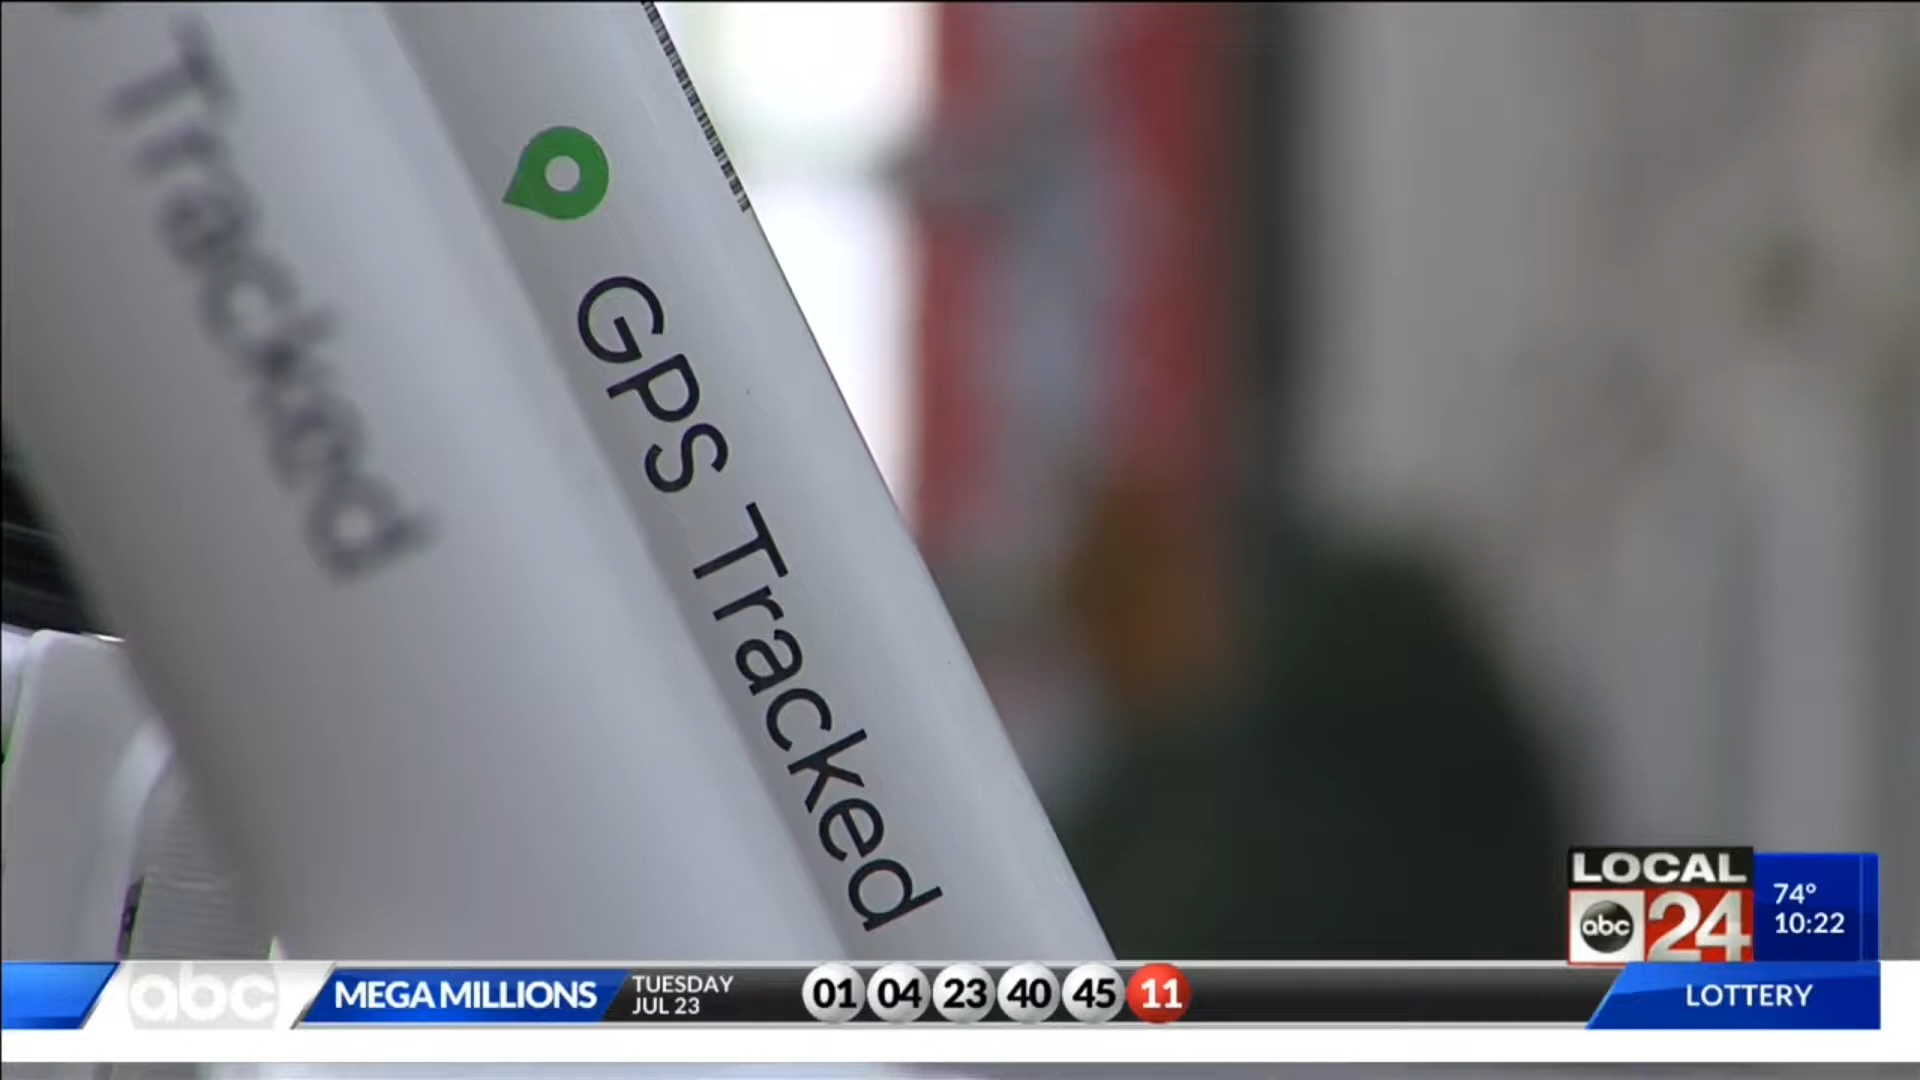 Tracked
GPS Tracked
LOCAL
abc 24
74°
10:22
abc
MEGA MILLIONS
TUESDAY
JUL 23
01 04 23 40 45 11
LOTTERY